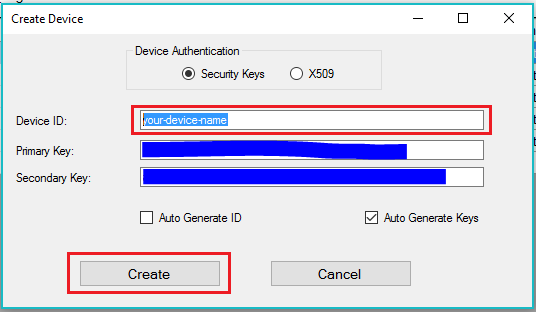 Create Device
Device Authentication
Security Keys X509
Device ID: your-device-name
Primary Key:
Secondary Key:
Auto Generate ID Auto Generate Keys
Create Cancel